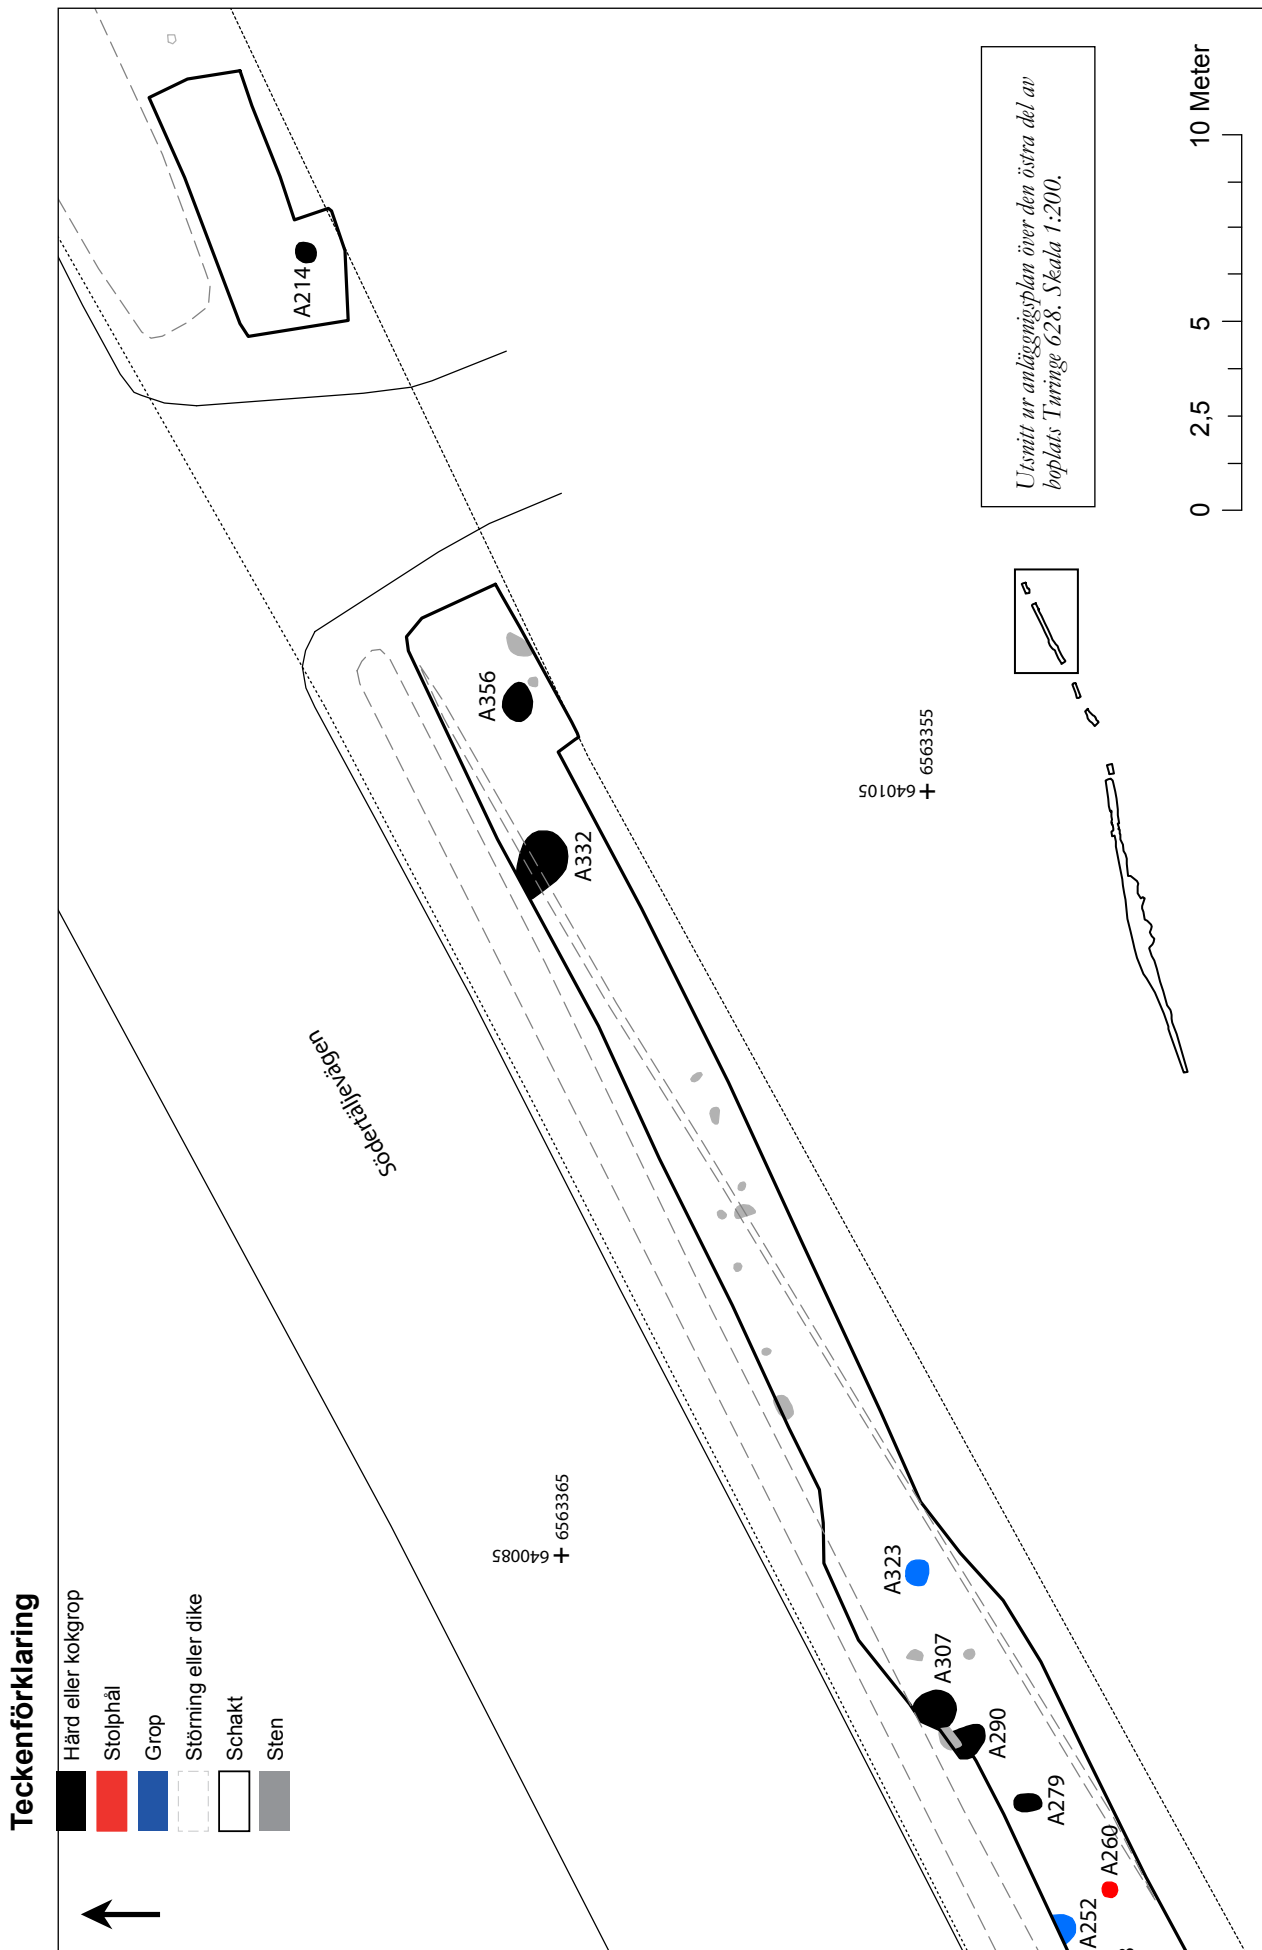 Teckenförklaring
Härd eller kokgrop
Stolphål
Grop
Störning eller dike
Schakt
Sten
Södertäljevägen
640085
6563365
640105
6563355
A214
A356
A332
A323
A307
A290
A279
A260
A252
Utsnitt ur anläggnigsplan över den östra del av
boplats Turinge 628. Skala 1:200.
0 2,5 5 10 Meter